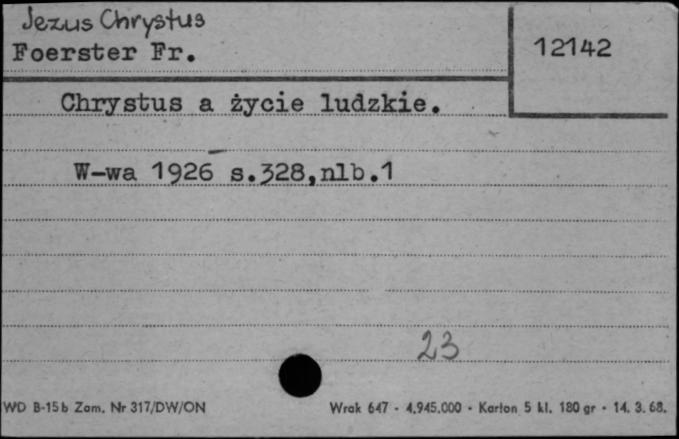 Jezus Chrystus
Foerster Fr.
12142
Chrystus a życie ludzkie.
W-wa 1926 s.328,nlb.1
23
WD B-15b Zam. Nr 317/DW/ON
Wrak 647 - 4.945.000 - Karton 5 kl. 180 gr - 14. 3. 68.